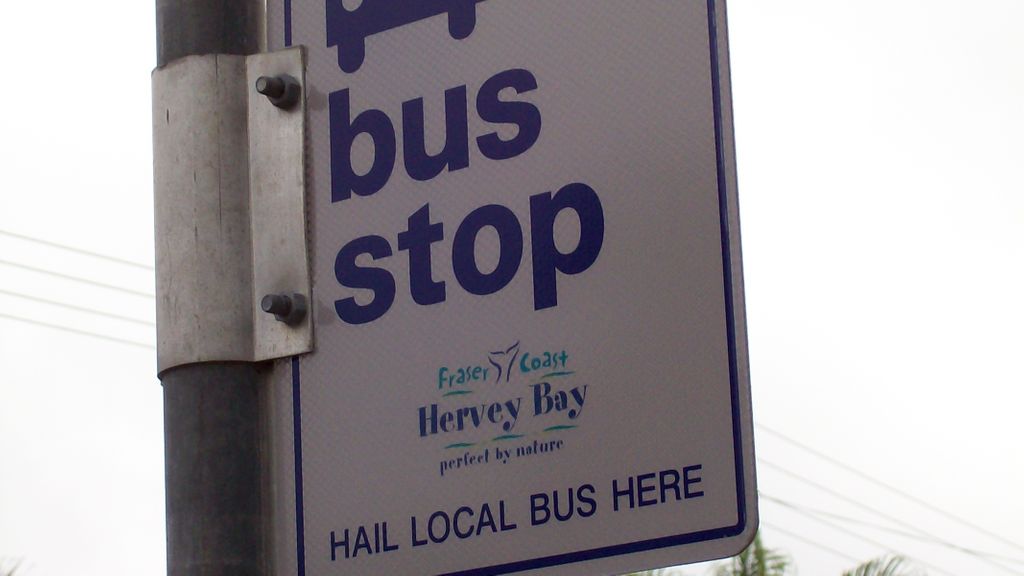 bus
stop
Fraser Coast
Hervey Bay
perfect by nature
HAIL LOCAL BUS HERE